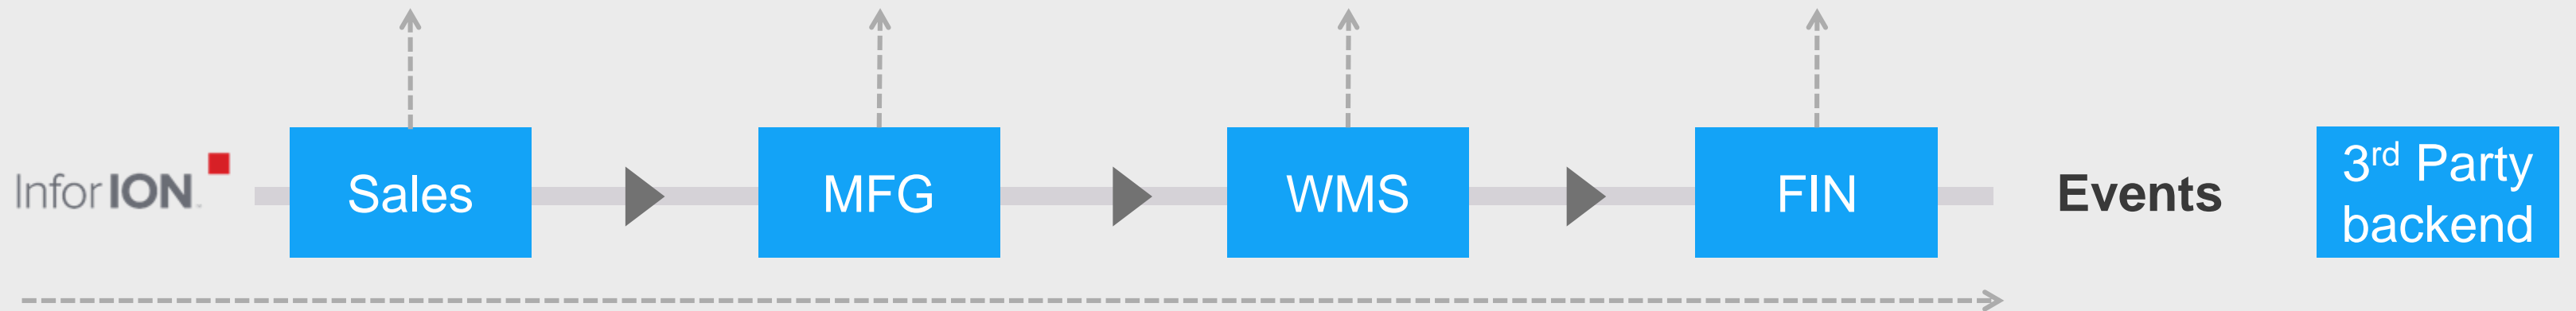 Infor ION
Sales
MFG
WMS
FIN
Events
3rd Party
backend